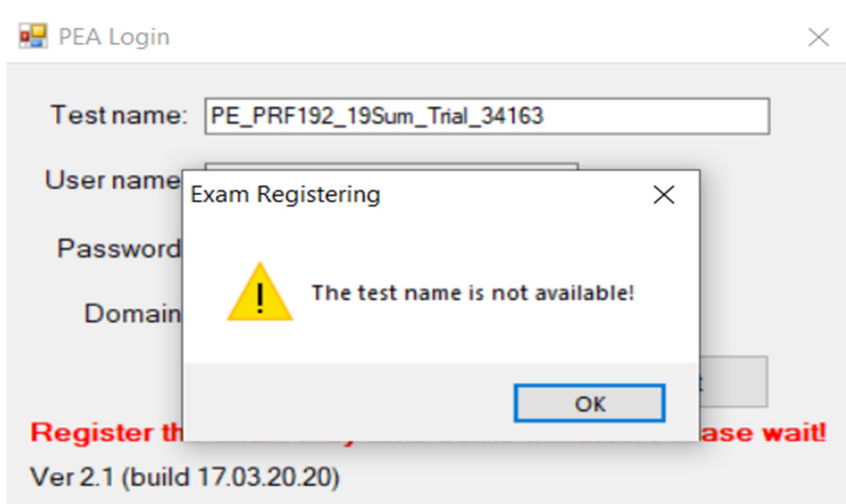 PEA Login
Test name: PE_PRF192_19Sum_Trial_34163
User name
Exam Registering
Password
The test name is not available!
Domain
OK
Register th ase wait!
Ver 2.1 (build 17.03.20.20)